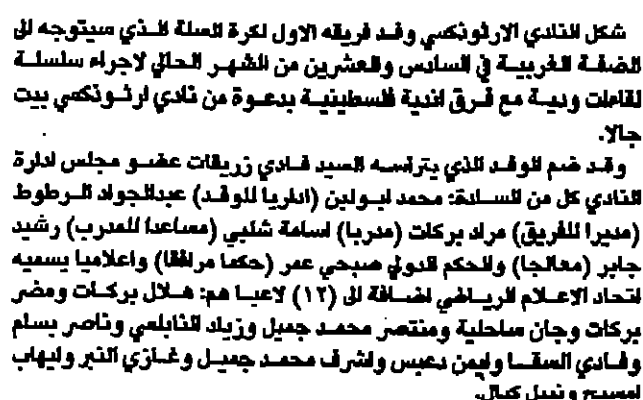 شكل النادي الارثوذكسي وفد فريقه الاول لكرة السلة الذي سيتوجه الى
الضفة الغربية في السادس والعشرين من الشهر الحالي لاجراء سلسلة
لقاءات ودية مع فرق اندية فلسطينية بدعوة من نادي ارثوذكسي بيت
جالا.
وقد ضم الوفد الذي يترأسه السيد فادي زريقات عضو مجلس ادارة
النادي كل من السادة: محمد ابولبن (اداريا للوفد) عبدالجواد الرطوط
(مديرا للفريق) مراد بركات (مدربا) اسامة شلبي (مساعدا للمدرب) رشيد
جابر (معالجا) والحكم الدولي صبحي عمر (حكما مرافقا) واعلاميا يسميه
اتحاد الاعلام الرياضي اضافة الى (١٢) لاعبا هم: هلال بركات ومضر
بركات وجان ساحلية ومنتصر محمد جميل وزياد النابلسي وناصر بسام
وفادي السقا وايمن دعيس واشرف محمد جميل وغازي النبر وايهاب
امسيح ونبيل كيال.